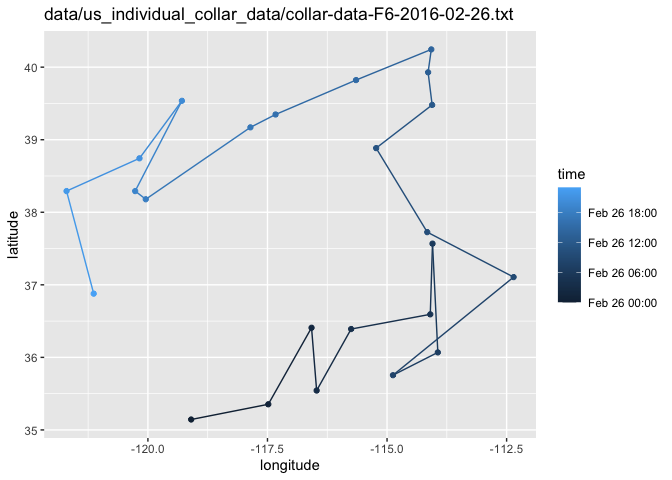 data/us_individual_collar_data/collar-data-F6-2016-02-26.txt
40
39
38
37
36
35
latitude
-120.0
-117.5
-115.0
-112.5
longitude
time
Feb 26 18:00
Feb 26 12:00
Feb 26 06:00
Feb 26 00:00